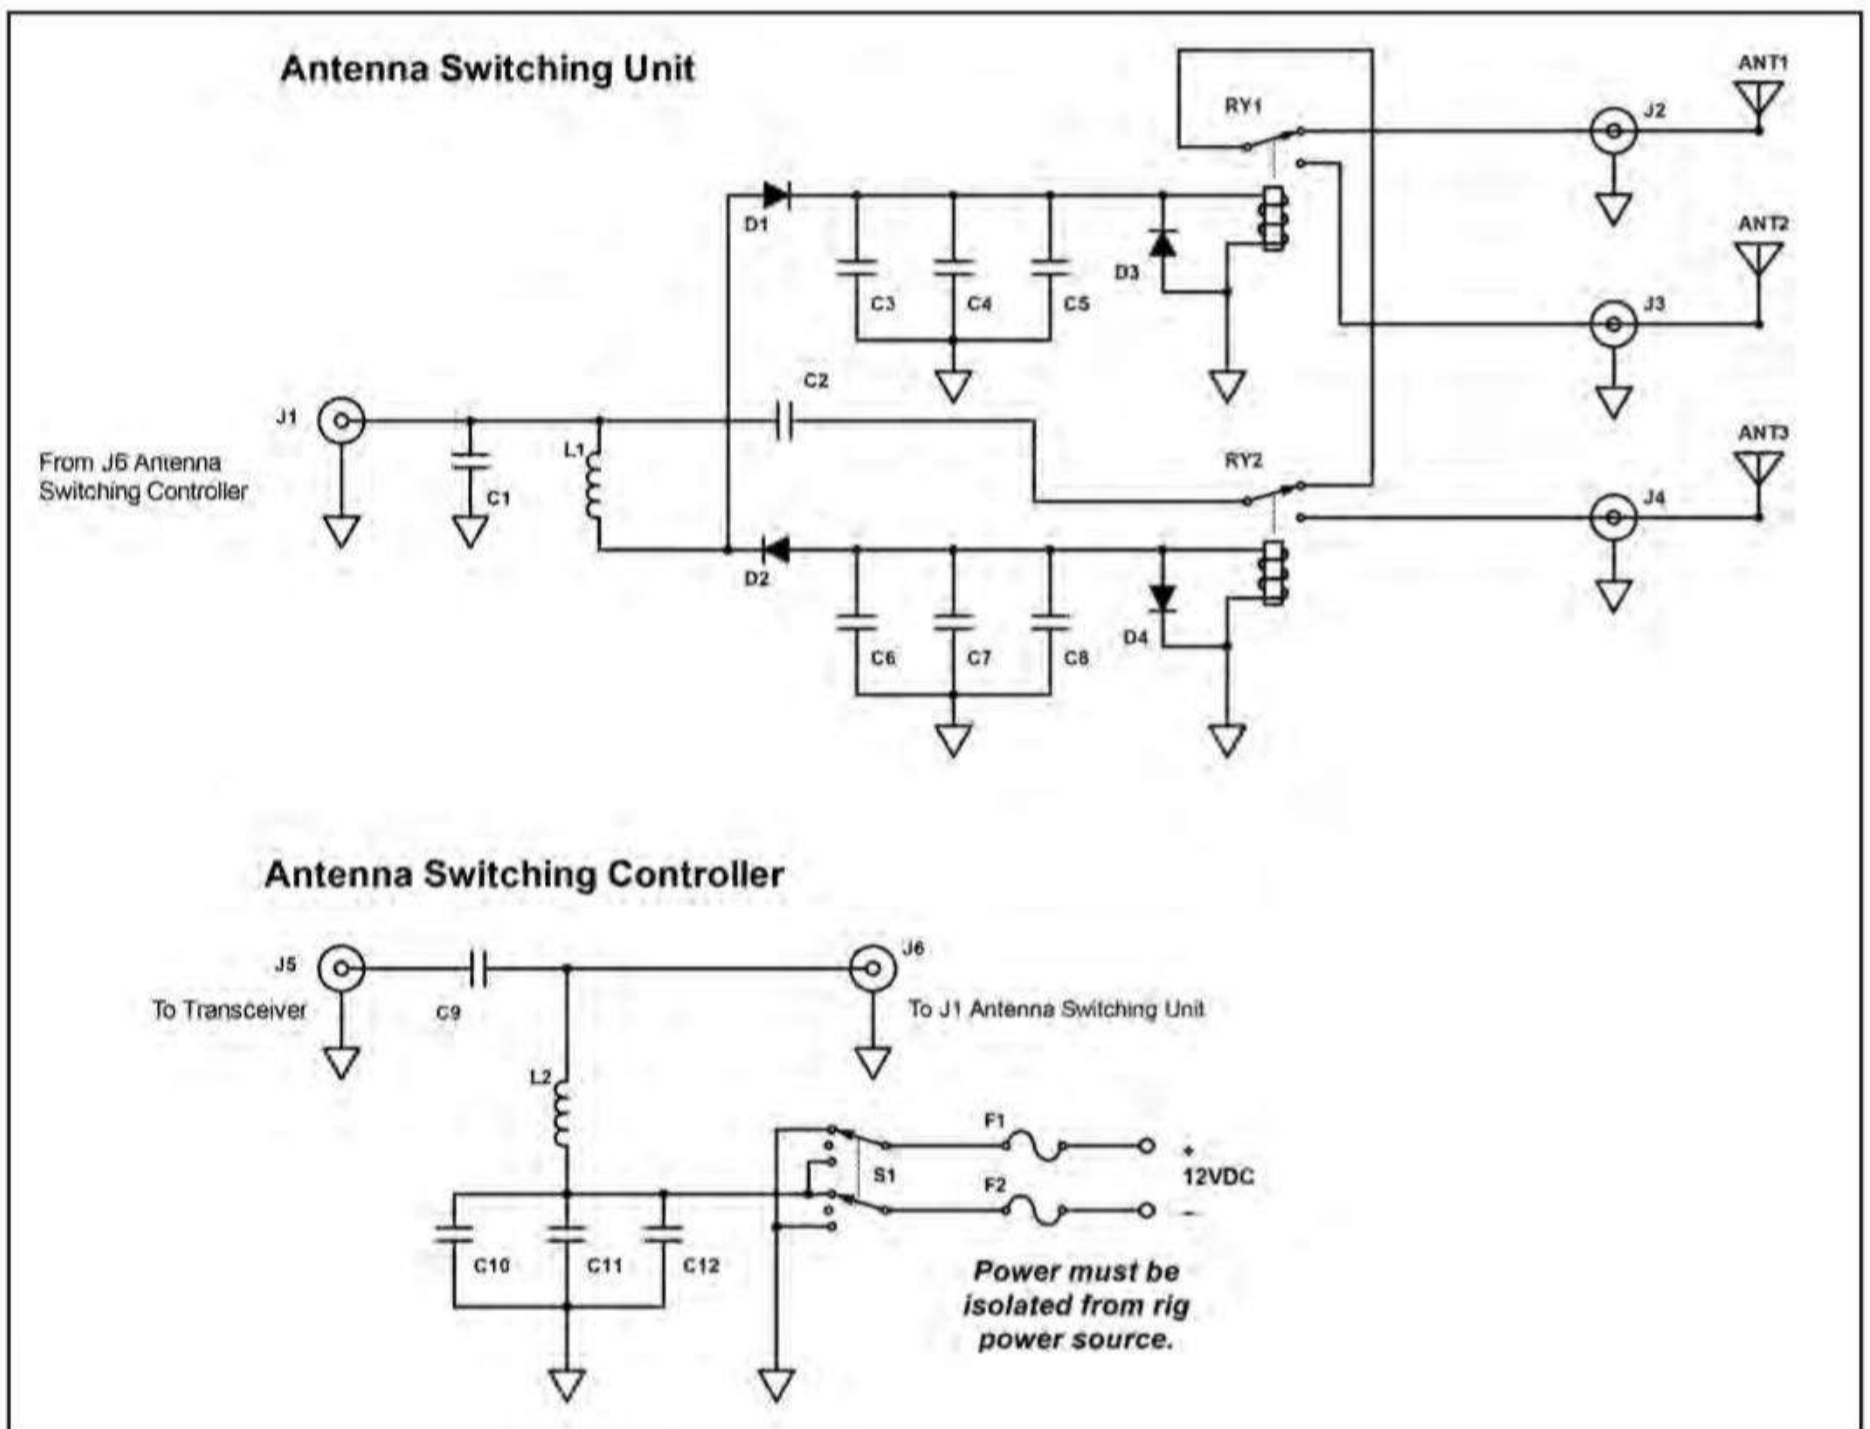 Antenna Switching Unit
ANT1
RY1
J2
D1
ANT2
D3
C3
C4
C5
J3
C2
J1
ANT3
From J6 Antenna
Switching Controller
L1
C1
RY2
J4
D2
D4
C6
C7
C8
Antenna Switching Controller
J5
J6
To Transceiver
C9
To J1 Antenna Switching Unit
L2
F1
+
S1
12VDC
F2
-
C10
C11
C12
Power must be
isolated from rig
power source.